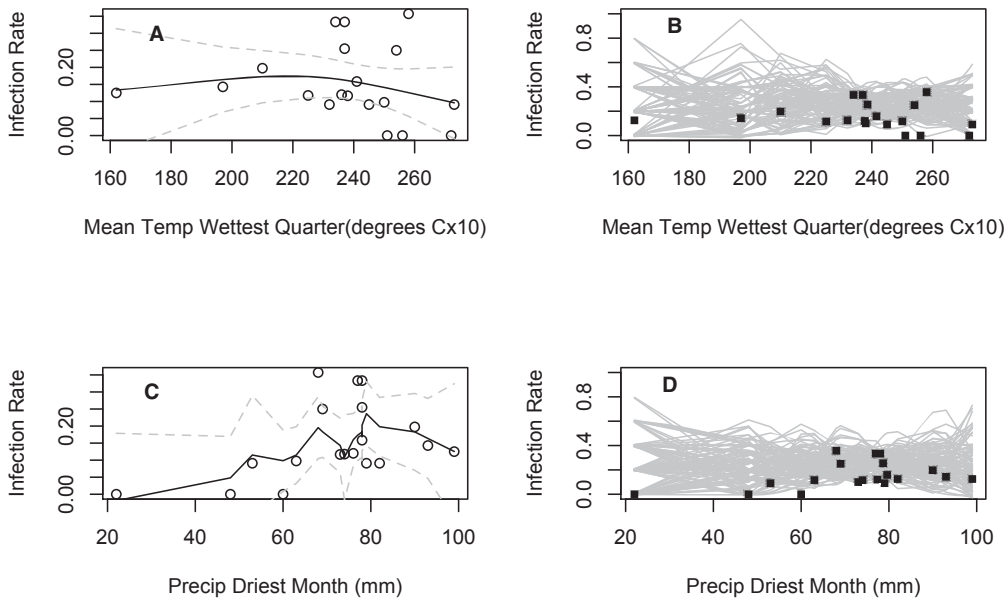 A
Infection Rate
0.00 0.20
160 180 200 220 240 260
Mean Temp Wettest Quarter(degrees Cx10)
B
Infection Rate
0.0 0.4 0.8
160 200 220 240 260
Mean Temp Wettest Quarter(degrees Cx10)
C
Infection Rate
0.00 0.20
20 40 60 80 100
Precip Driest Month (mm)
D
Infection Rate
0.0 0.4 0.8
20 40 60 80 100
Precip Driest Month (mm)